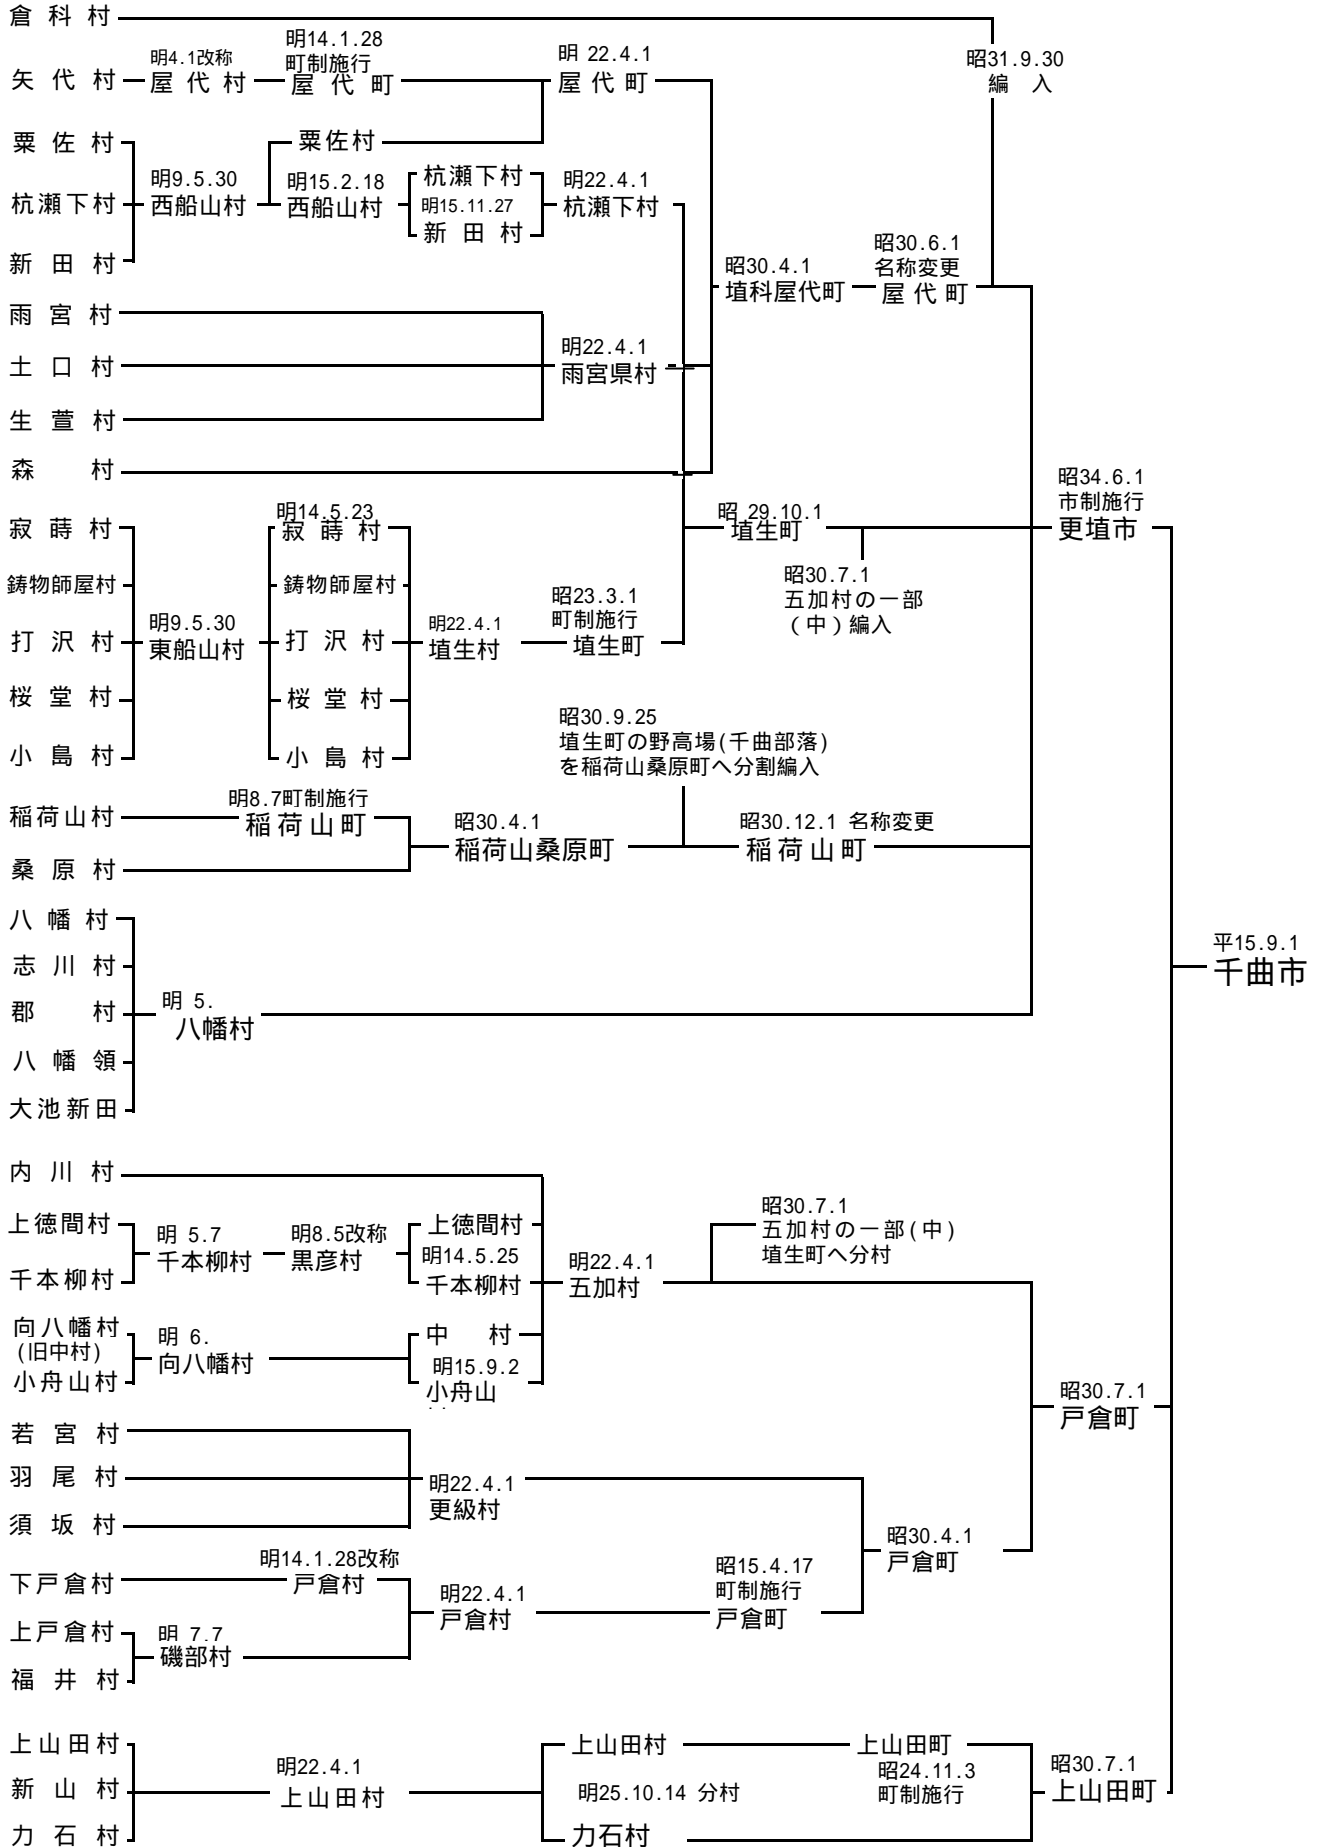 倉科村
明4.1改称
明14.1.28
町制施行
明 22.4.1
昭31.9.30
編 入
矢代村
屋代村
屋代町
屋代町
粟佐村
粟佐村
明9.5.30
明15.2.18
杭瀬下村
明22.4.1
杭瀬下村
西船山村
西船山村
明15.11.27
杭瀬下村
新田村
新田村
昭30.4.1
埴科屋代町
昭30.6.1
名称変更
屋代町
雨宮村
土口村
明22.4.1
雨宮県村
生萱村
森 村
昭34.6.1
市制施行
更埴市
明14.5.23
寂蒔村
寂蒔村
昭 29.10.1
埴生町
鋳物師屋村
鋳物師屋村
昭30.7.1
五加村の一部
(中)編入
打沢村
明9.5.30
東船山村
打沢村
明22.4.1
埴生村
昭23.3.1
町制施行
埴生町
桜堂村
桜堂村
小島村
小島村
昭30.9.25
埴生町の野高場(千曲部落)
を稲荷山桑原町へ分割編入
稲荷山村
明8.7町制施行
稲荷山町
昭30.4.1
稲荷山桑原町
昭30.12.1 名称変更
稲荷山町
桑原村
八幡村
志川村
郡 村
明 5.
八幡村
八幡領
大池新田
平15.9.1
千曲市
内川村
上徳間村
明 5.7
千本柳村
明8.5改称
黒彦村
上徳間村
明14.5.25
千本柳村
千本柳村
明22.4.1
五加村
昭30.7.1
五加村の一部(中)
埴生町へ分村
向八幡村
(旧中村)
小舟山村
明 6.
向八幡村
中 村
明15.9.2
小舟山
昭30.7.1
戸倉町
若宮村
羽尾村
明22.4.1
更級村
須坂村
昭30.4.1
戸倉町
下戸倉村
明14.1.28改称
戸倉村
明22.4.1
戸倉村
昭15.4.17
町制施行
戸倉町
上戸倉村
明 7.7
磯部村
福井村
上山田村
新山村
力石村
明22.4.1
上山田村
上山田村
明25.10.14 分村
力石村
上山田町
昭24.11.3
町制施行
昭30.7.1
上山田町